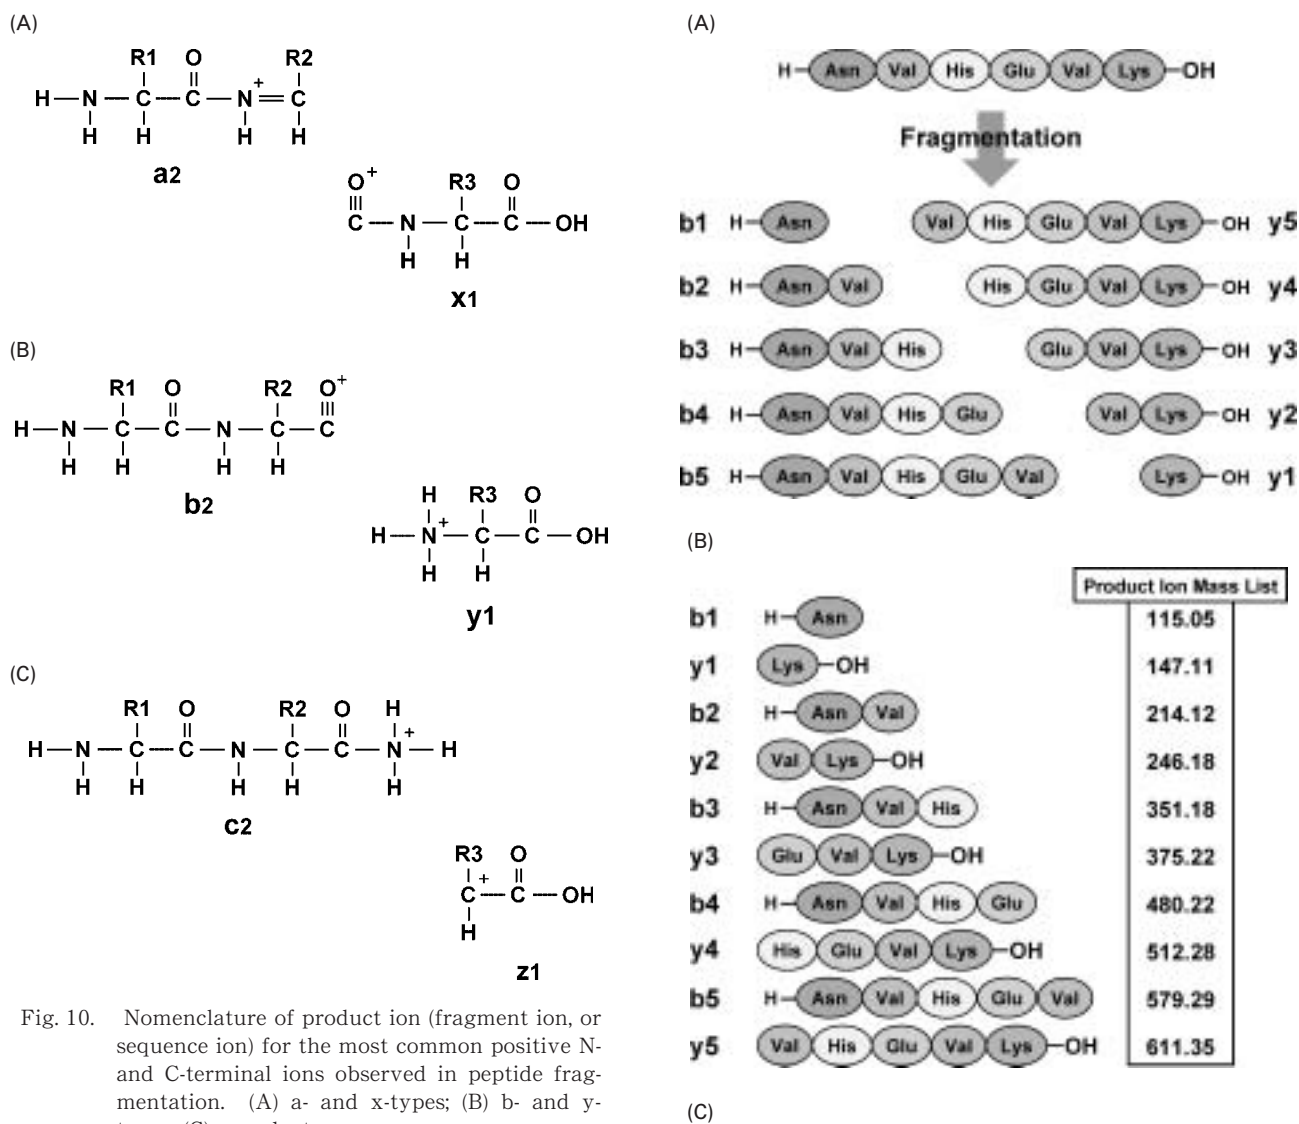 (A)
R1 O R2
H N C C N + C
H H H H
a2
O+ R3 O
C N C C OH
H H
x1
(B)
R1 O R2 O+
H N C C N C C
H H H H
b2
H R3 O
H N + C C OH
H H
y1
(C)
R1 O R2 O H
H N C C N C C N + H
H H H H H
c2
R3 O
C + C OH
H
z1
Fig. 10. Nomenclature of product ion (fragment ion, or
sequence ion) for the most common positive N-
and C-terminal ions observed in peptide frag-
mentation. (A) a- and x-types; (B) b- and y-
(A)
H Asn Val His Glu Val Lys OH
Fragmentation
b1 H Asn Val His Glu Val Lys OH y5
b2 H Asn Val His Glu Val Lys OH y4
b3 H Asn Val His Glu Val Lys OH y3
b4 H Asn Val His Glu Val Lys OH y2
b5 H Asn Val His Glu Val Lys OH y1
(B)
Product Ion Mass List
b1 H Asn 115.05
y1 Lys OH 147.11
b2 H Asn Val 214.12
y2 Val Lys OH 246.18
b3 H Asn Val His 351.18
y3 Glu Val Lys OH 375.22
b4 H Asn Val His Glu 480.22
y4 His Glu Val Lys OH 512.28
b5 H Asn Val His Glu Val 579.29
y5 Val His Glu Val Lys OH 611.35
(C)